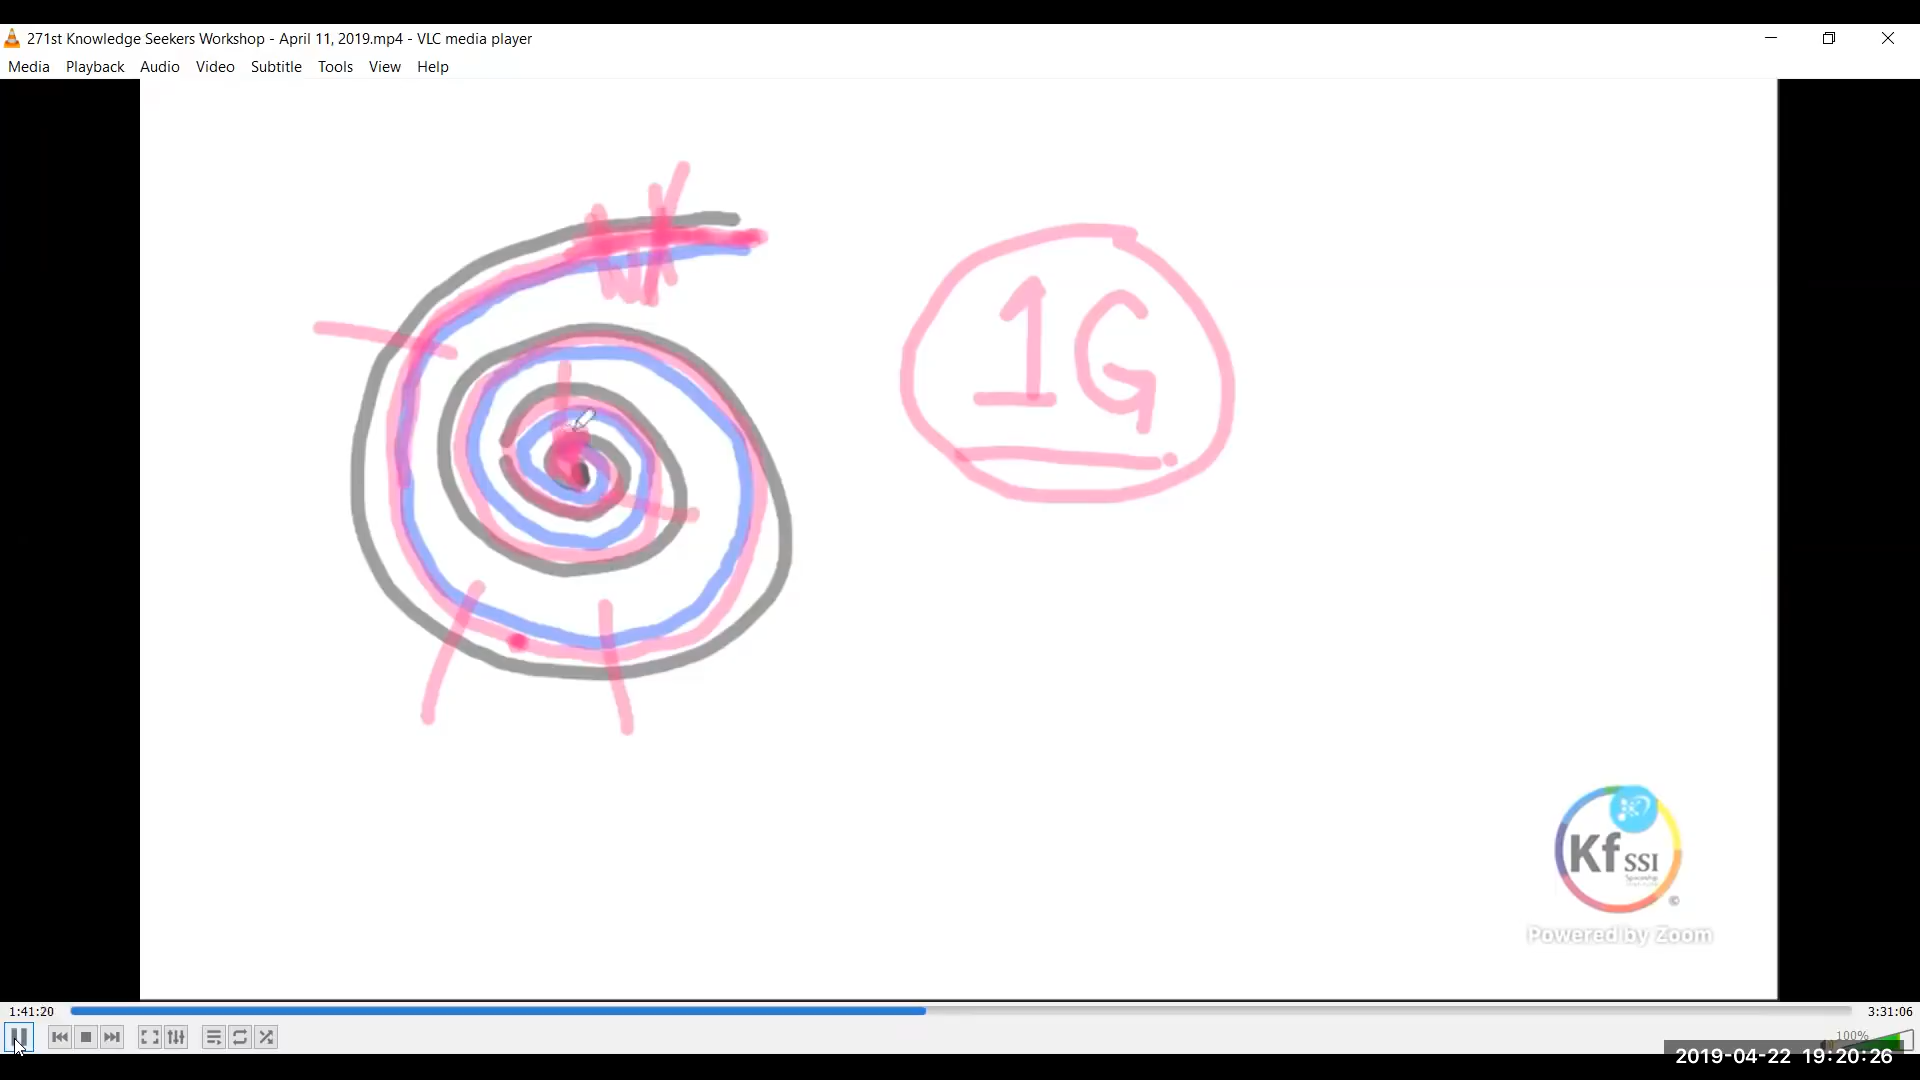 271st Knowledge Seekers Workshop - April 11, 2019.mp4 - VLC media player
Media Playback Audio Video Subtitle Tools View Help
1G
Kf SSI
©
Powered by Zoom
1:41:20
3:31:06
100%
2019-04-22 19:20:26